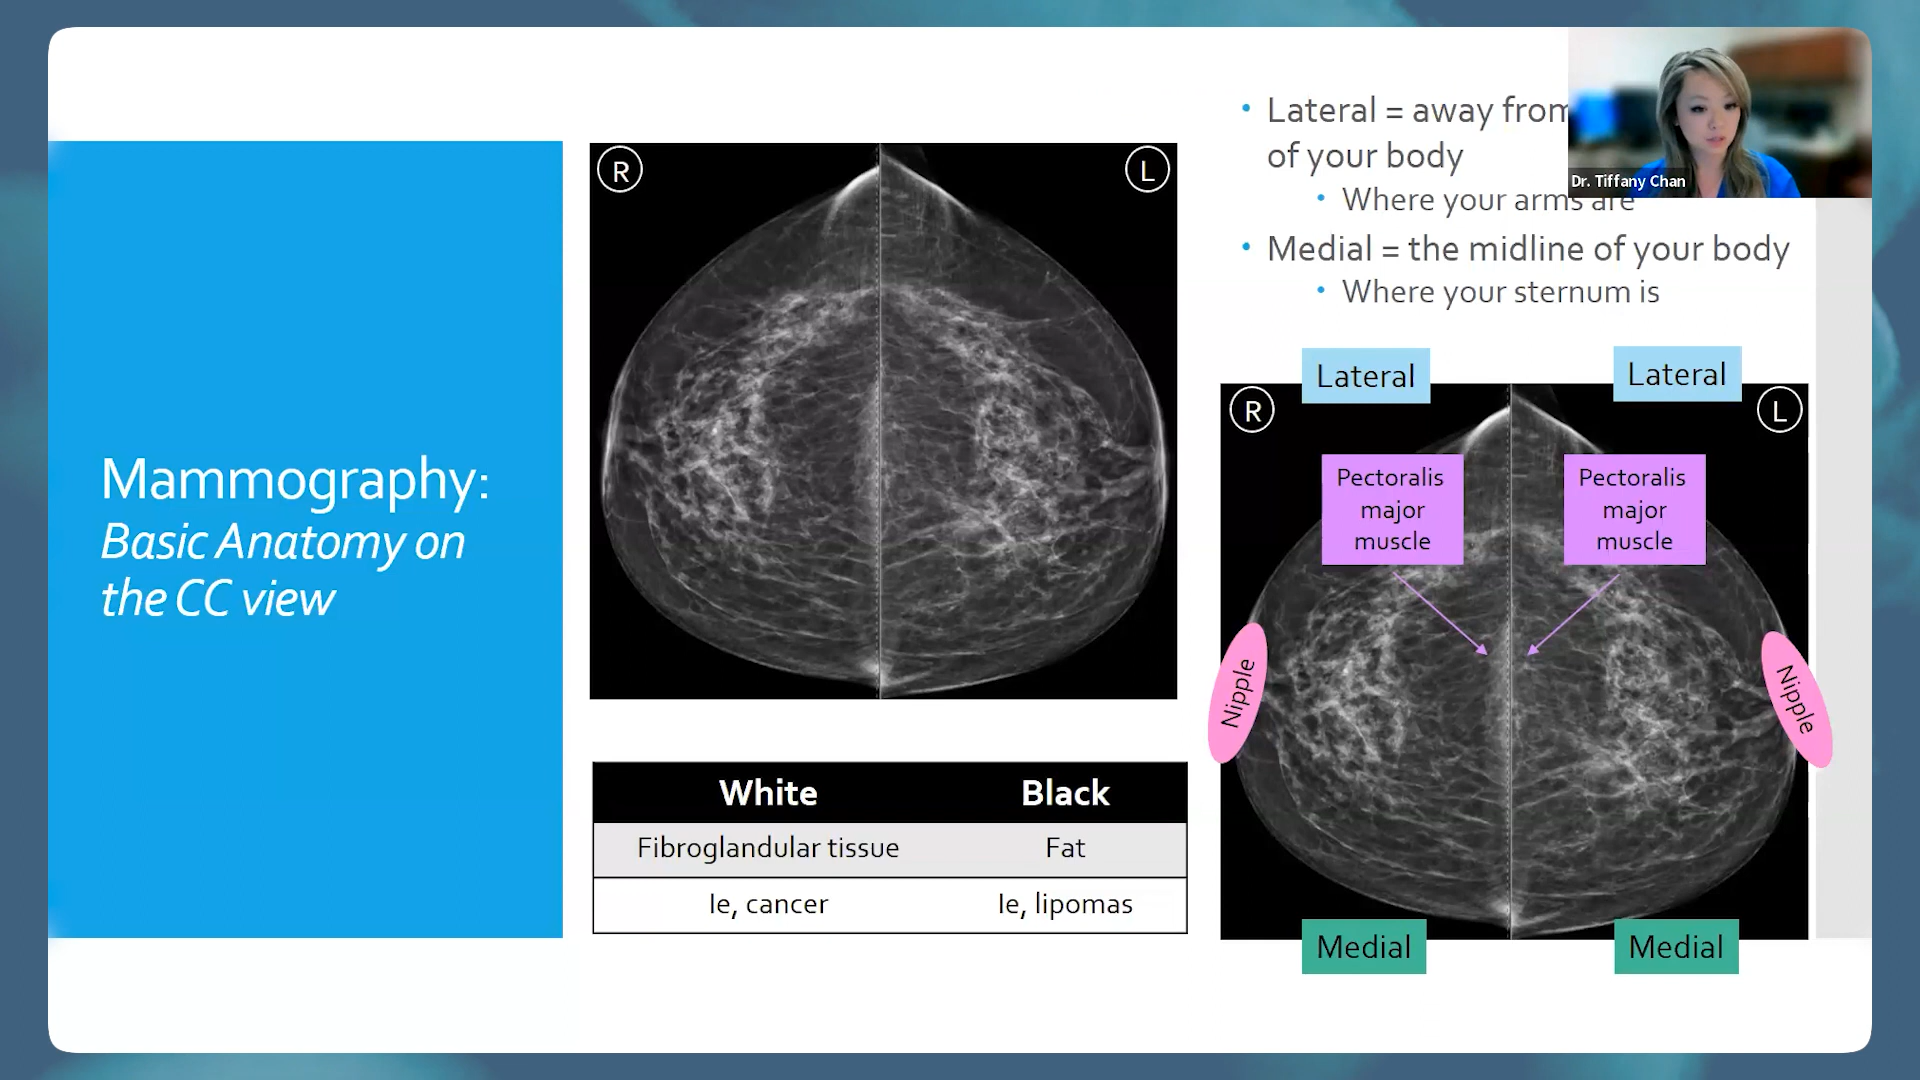 Mammography:
Basic Anatomy on
the CC view
R
L
White Black
Fibroglandular tissue Fat
Ie, cancer Ie, lipomas
• Lateral = away from
of your body
• Where your arms are
• Medial = the midline of your body
• Where your sternum is
Dr. Tiffany Chan
Lateral
Lateral
R
L
Pectoralis
major
muscle
Pectoralis
major
muscle
Nipple
Nipple
Medial
Medial